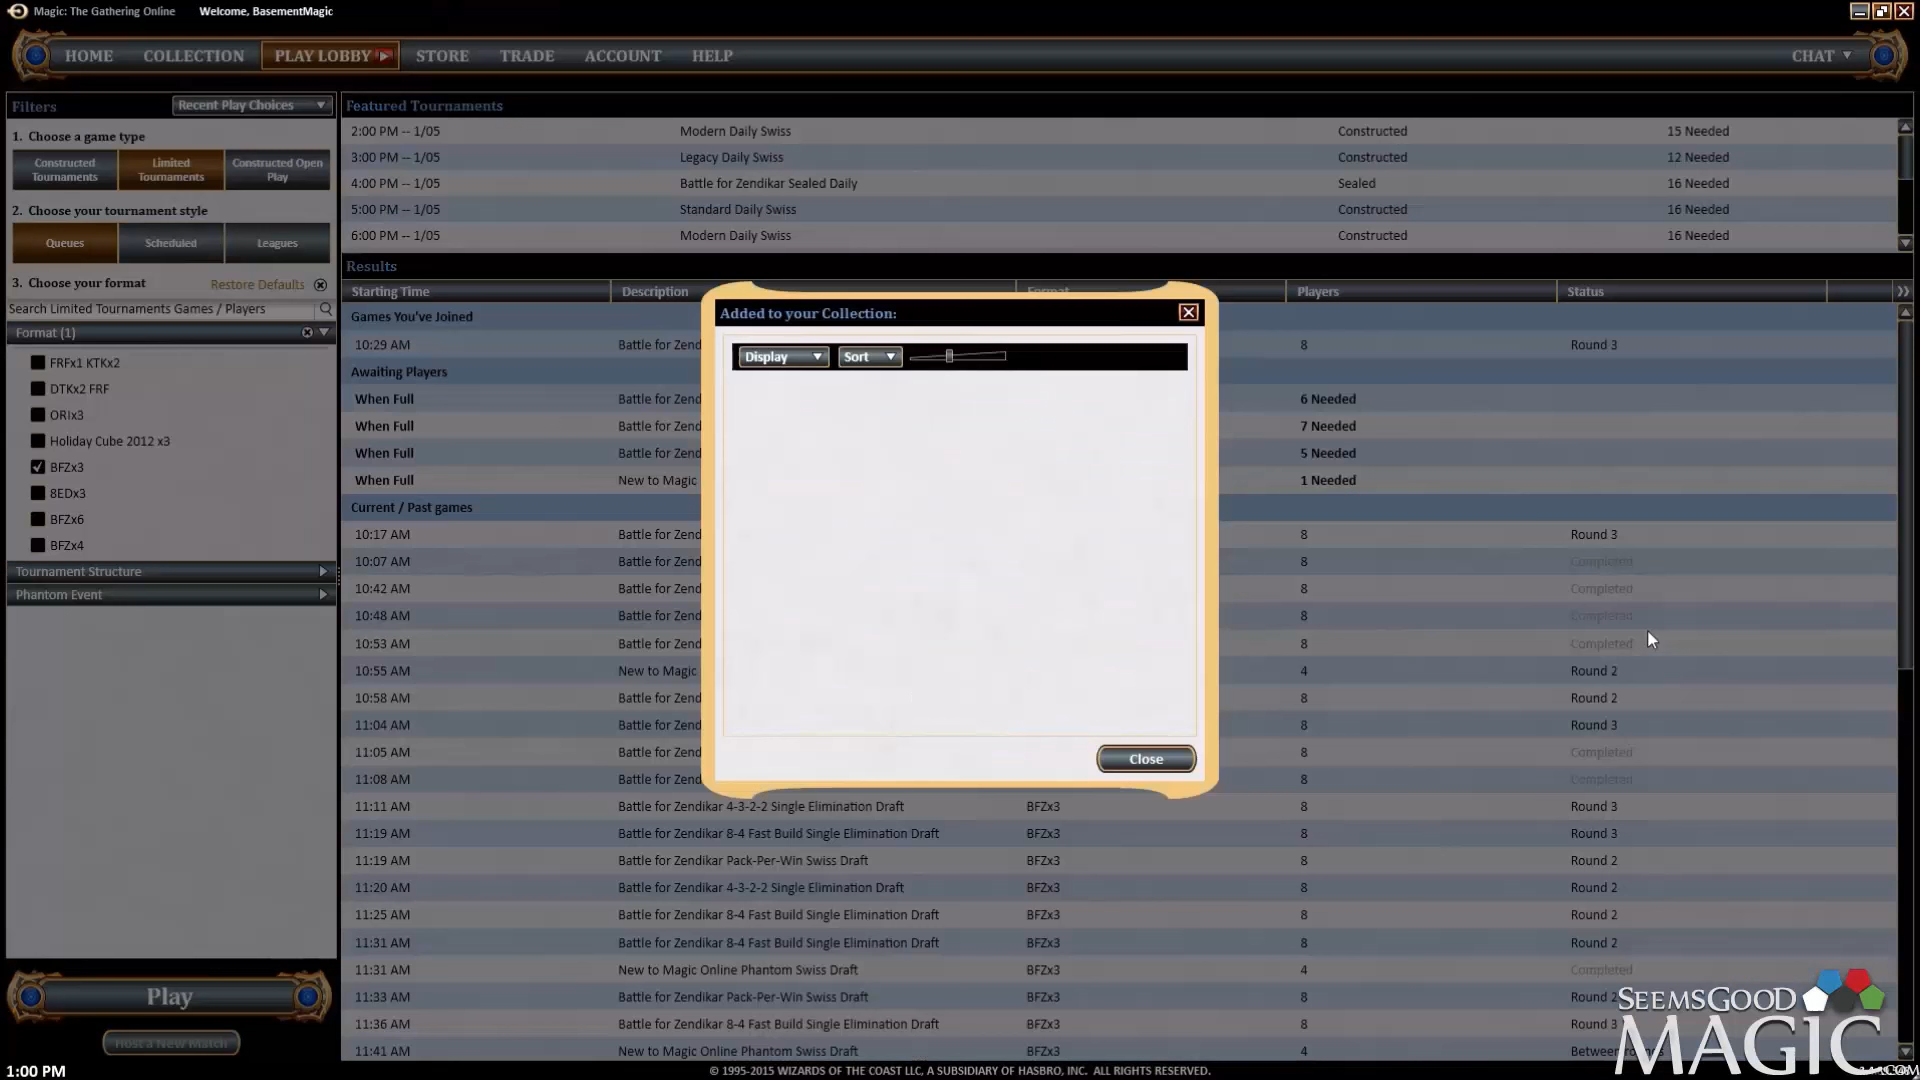 Magic: The Gathering Online Welcome, BasementMagic
HOME COLLECTION PLAY LOBBY STORE TRADE ACCOUNT HELP CHAT
Filters Recent Play Choices
1. Choose a game type
Constructed Tournaments Limited Tournaments Constructed Open Play
2. Choose your tournament style
Queues Scheduled Leagues
3. Choose your format Restore Defaults
Search Limited Tournaments Games / Players
Format (1)
FRFx1 KTKx2
DTKx2 FRF
ORIx3
Holiday Cube 2012 x3
BFZx3
8EDx3
BFZx6
BFZx4
Tournament Structure
Phantom Event
Play
Host a New Match
1:00 PM
Featured Tournaments
2:00 PM -- 1/05 Modern Daily Swiss Constructed 15 Needed
3:00 PM -- 1/05 Legacy Daily Swiss Constructed 12 Needed
4:00 PM -- 1/05 Battle for Zendikar Sealed Daily Sealed 16 Needed
5:00 PM -- 1/05 Standard Daily Swiss Constructed 16 Needed
6:00 PM -- 1/05 Modern Daily Swiss Constructed 16 Needed
Results
Starting Time Description Format Players Status
Games You've Joined
10:29 AM Battle for Zend 8 Round 3
Awaiting Players
When Full Battle for Zend 6 Needed
When Full Battle for Zend 7 Needed
When Full Battle for Zend 5 Needed
When Full New to Magic 1 Needed
Current / Past games
10:17 AM Battle for Zend 8 Round 3
10:07 AM Battle for Zend 8 Completed
10:42 AM Battle for Zend 8 Completed
10:48 AM Battle for Zend 8 Completed
10:53 AM Battle for Zend 8 Completed
10:55 AM New to Magic 4 Round 2
10:58 AM Battle for Zend 8 Round 2
11:04 AM Battle for Zend 8 Round 3
11:05 AM Battle for Zend 8 Completed
11:08 AM Battle for Zend 8 Completed
11:11 AM Battle for Zendikar 4-3-2-2 Single Elimination Draft BFZx3 8 Round 3
11:19 AM Battle for Zendikar 8-4 Fast Build Single Elimination Draft BFZx3 8 Round 3
11:19 AM Battle for Zendikar Pack-Per-Win Swiss Draft BFZx3 8 Round 2
11:20 AM Battle for Zendikar 4-3-2-2 Single Elimination Draft BFZx3 8 Round 2
11:25 AM Battle for Zendikar 8-4 Fast Build Single Elimination Draft BFZx3 8 Round 2
11:31 AM Battle for Zendikar 8-4 Fast Build Single Elimination Draft BFZx3 8 Round 2
11:31 AM New to Magic Online Phantom Swiss Draft BFZx3 4 Completed
11:33 AM Battle for Zendikar Pack-Per-Win Swiss Draft BFZx3 8 Round 2
11:36 AM Battle for Zendikar 8-4 Fast Build Single Elimination Draft BFZx3 8 Round 3
11:41 AM New to Magic Online Phantom Swiss Draft BFZx3 4 Between
Added to your Collection:
Display Sort
Close
SEEMSGOOD
MAGIC
.COM
© 1995-2015 WIZARDS OF THE COAST LLC, A SUBSIDIARY OF HASBRO, INC. ALL RIGHTS RESERVED.